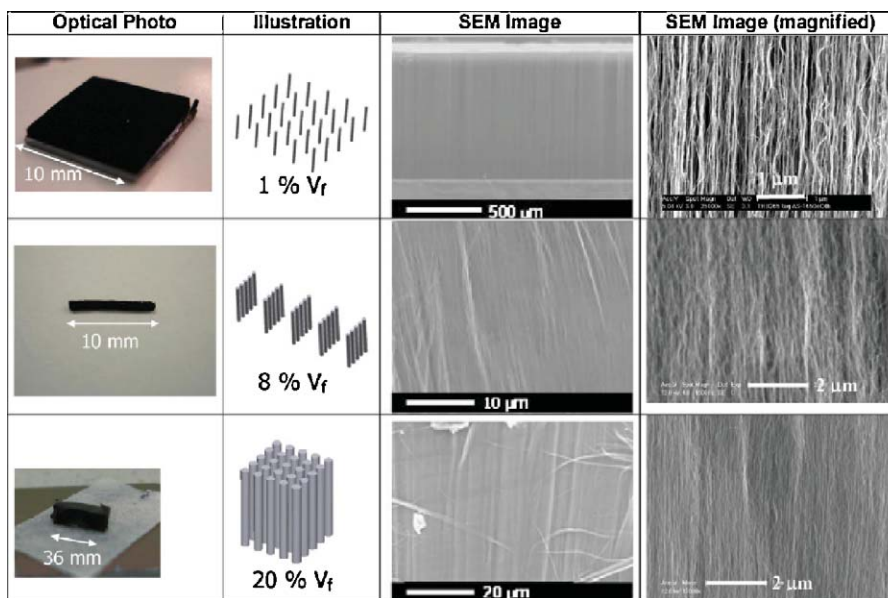 Optical Photo Illustration SEM Image SEM Image (magnified)
10 mm
1 % Vf
500 µm
1 µm
10 mm
8 % Vf
10 µm
2 µm
36 mm
20 % Vf
20 µm
2 µm